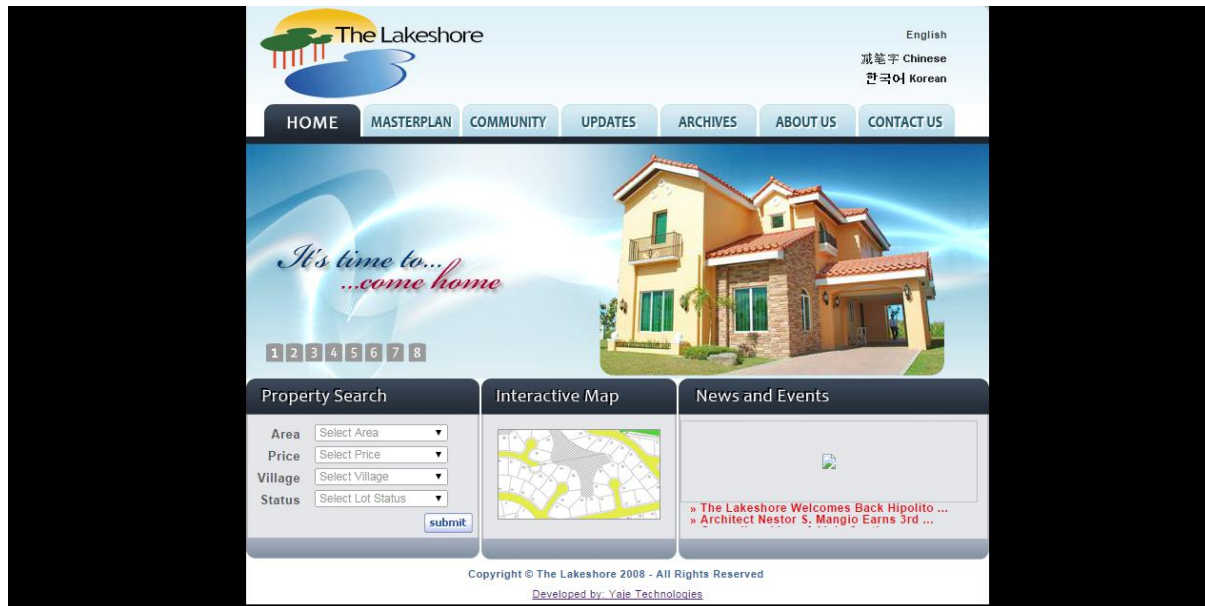 The Lakeshore
English
减笔字 Chinese
한국어 Korean
HOME MASTERPLAN COMMUNITY UPDATES ARCHIVES ABOUT US CONTACT US
It's time to...
...come home
1 2 3 4 5 6 7 8
Property Search
Area Select Area
Price Select Price
Village Select Village
Status Select Lot Status
submit
Interactive Map
News and Events
» The Lakeshore Welcomes Back Hipolito ...
» Architect Nestor S. Mangio Earns 3rd ...
Copyright © The Lakeshore 2008 - All Rights Reserved
Developed by: Yaje Technologies